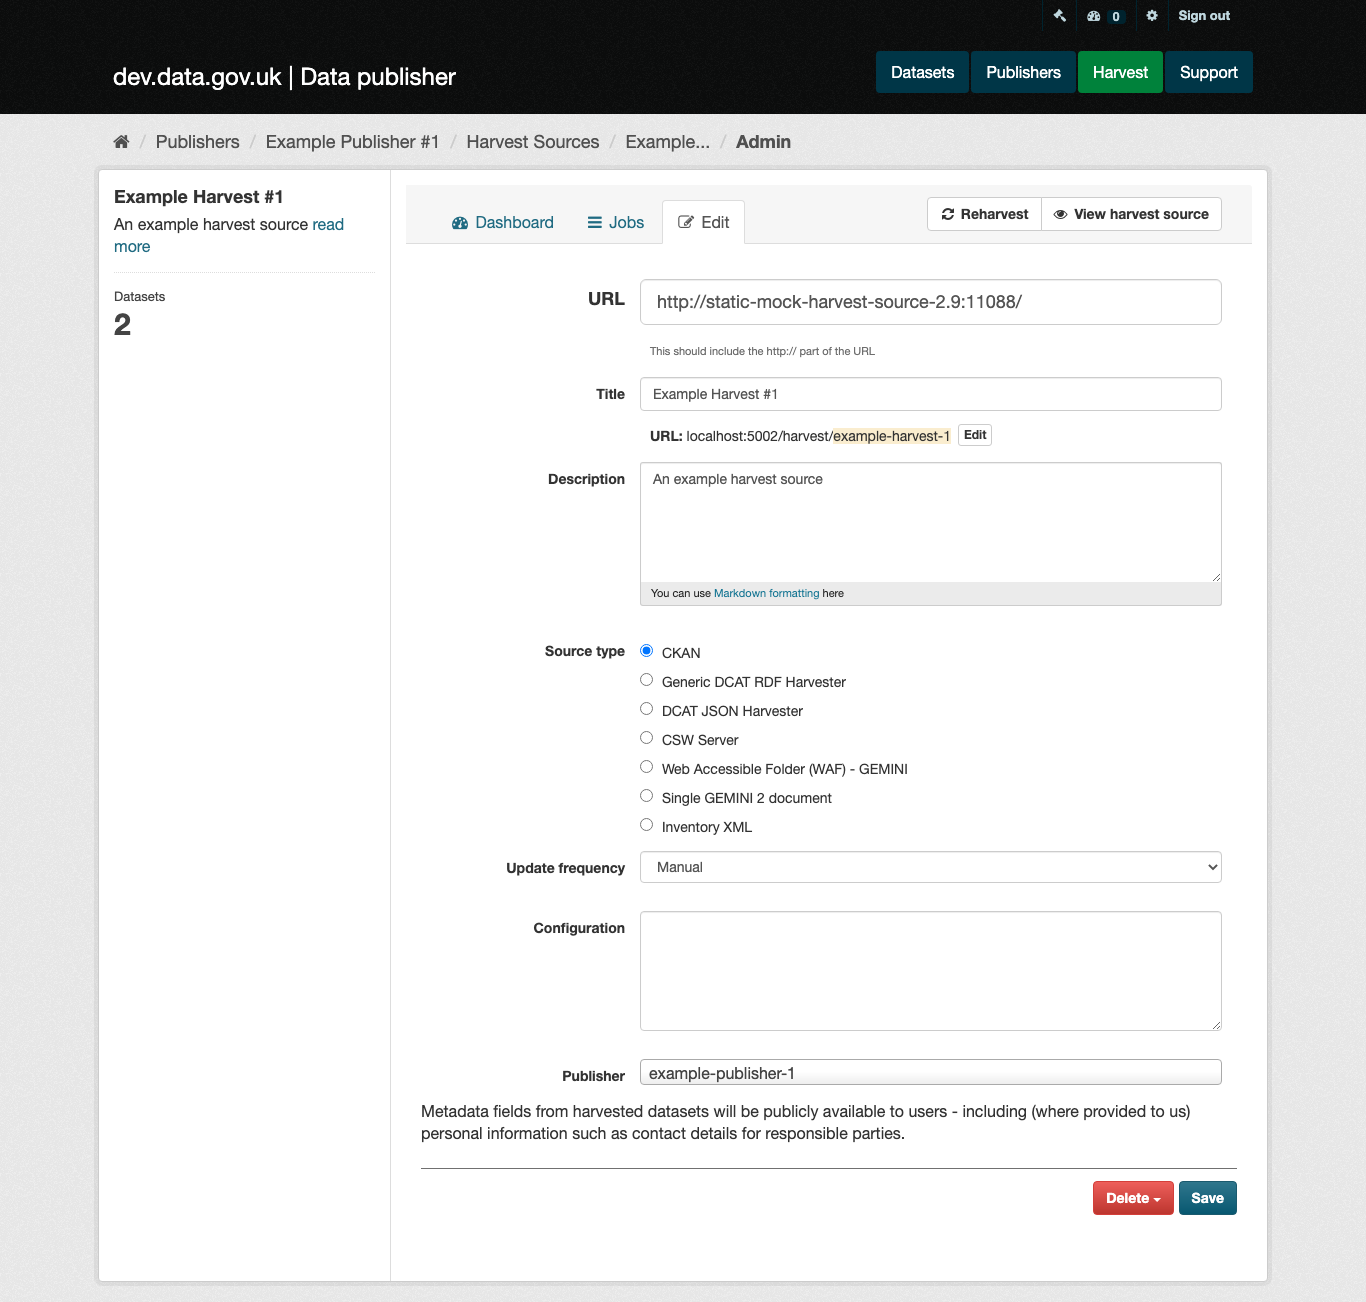 0
Sign out
dev.data.gov.uk | Data publisher
Datasets
Publishers
Harvest
Support
/ Publishers / Example Publisher #1 / Harvest Sources / Example... / Admin
Example Harvest #1
An example harvest source read
more
Datasets
2
Dashboard
Jobs
Edit
Reharvest
View harvest source
URL
http://static-mock-harvest-source-2.9:11088/
This should include the http:// part of the URL
Title
Example Harvest #1
URL: localhost:5002/harvest/example-harvest-1 Edit
Description
An example harvest source
You can use Markdown formatting here
Source type
CKAN
Generic DCAT RDF Harvester
DCAT JSON Harvester
CSW Server
Web Accessible Folder (WAF) - GEMINI
Single GEMINI 2 document
Inventory XML
Update frequency
Manual
Configuration
Publisher
example-publisher-1
Metadata fields from harvested datasets will be publicly available to users - including (where provided to us)
personal information such as contact details for responsible parties.
Delete
Save